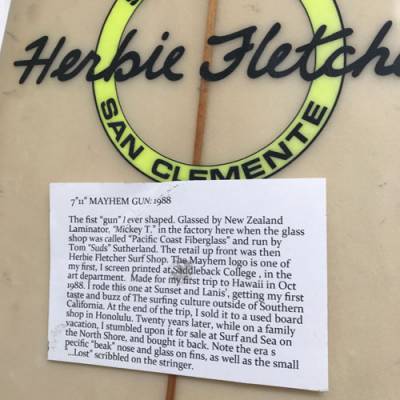 Herbie Fletche
SAN CLEMENTE
7'11" MAYHEM GUN: 1988
The fist "gun" I ever shaped. Glassed by New Zealand
Laminator, "Mickey T." in the factory here when the glass
shop was called "Pacific Coast Fiberglass" and run by
Tom "Suds" Sutherland. The retail up front was then
Herbie Fletcher Surf Shop. The Mayhem logo is one of
my first, I screen printed at Saddleback College , in the
art department. Made for my first trip to Hawaii in Oct
1988. I rode this one at Sunset and Lanis', getting my first
taste and buzz of The surfing culture outside of Southern
California. At the end of the trip, I sold it to a used board
shop in Honolulu. Twenty years later, while on a family
vacation, I stumbled upon it for sale at Surf and Sea on
the North Shore, and bought it back. Note the era s
pecific "beak" nose and glass on fins, as well as the small
...Lost" scribbled on the stringer.